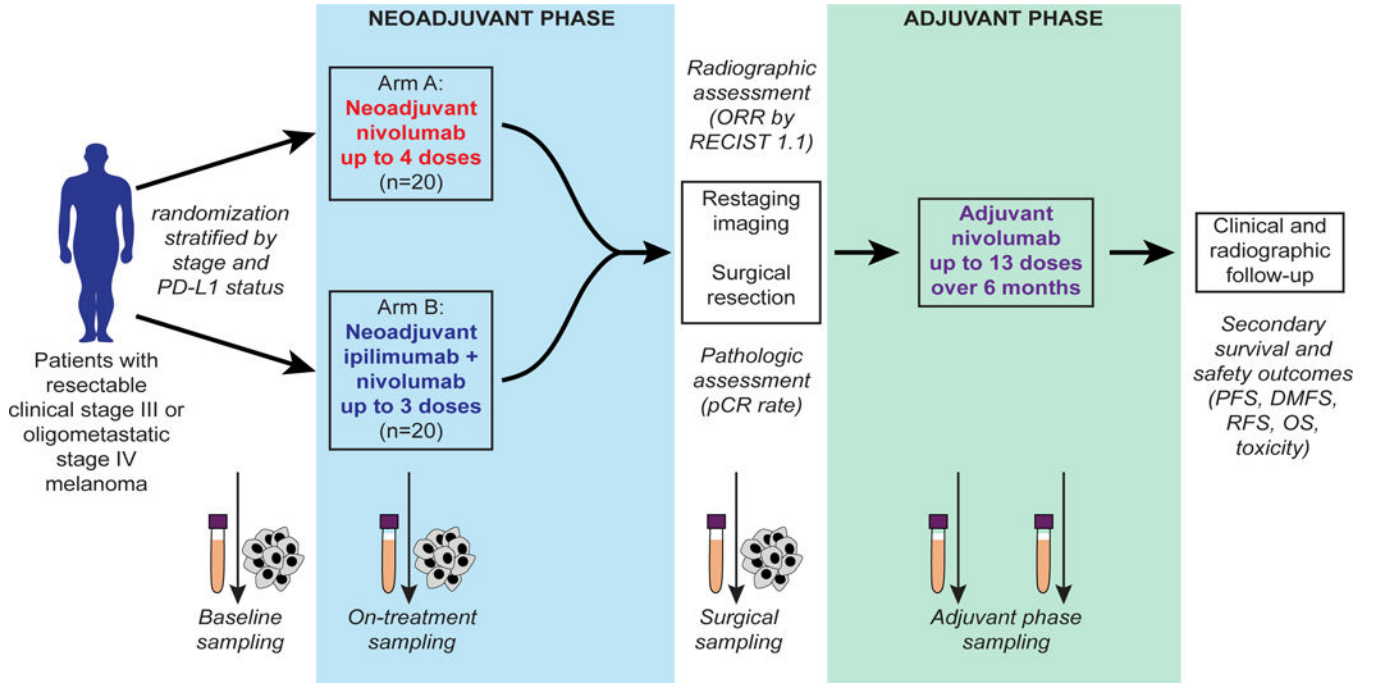 NEOADJUVANT PHASE
ADJUVANT PHASE
Patients with
resectable
clinical stage III or
oligometastatic
stage IV
melanoma
randomization
stratified by
stage and
PD-L1 status
Arm A:
Neoadjuvant
nivolumab
up to 4 doses
(n=20)
Arm B:
Neoadjuvant
ipilimumab +
nivolumab
up to 3 doses
(n=20)
Radiographic
assessment
(ORR by
RECIST 1.1)
Restaging
imaging
Surgical
resection
Pathologic
assessment
(pCR rate)
Adjuvant
nivolumab
up to 13 doses
over 6 months
Clinical and
radiographic
follow-up
Secondary
survival and
safety outcomes
(PFS, DMFS,
RFS, OS,
toxicity)
Baseline
sampling
On-treatment
sampling
Surgical
sampling
Adjuvant phase
sampling